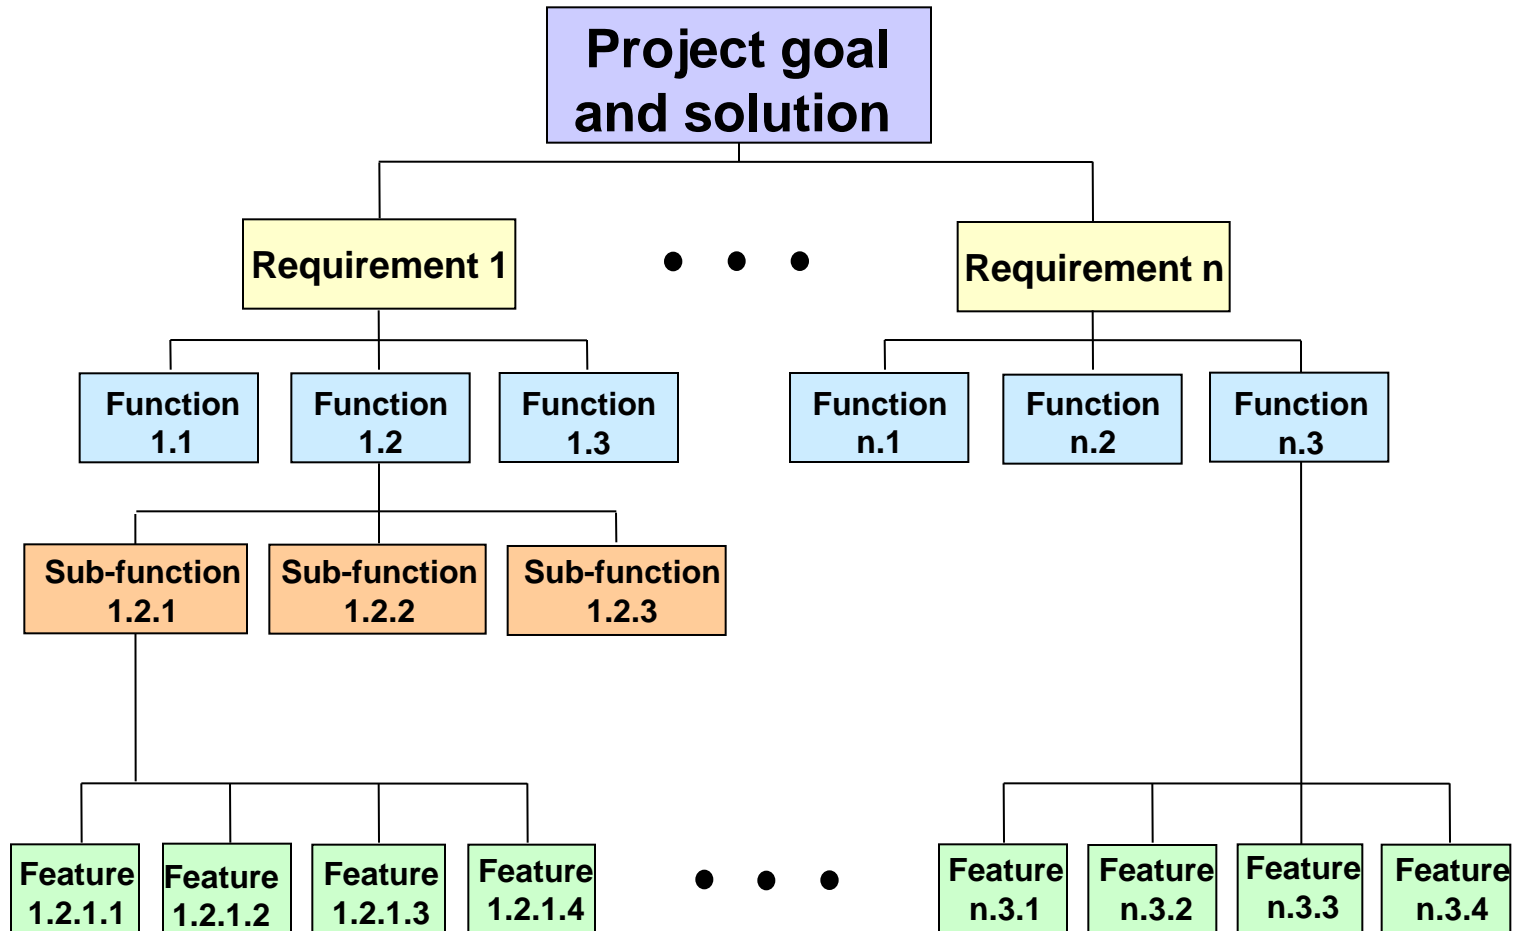 Project goal
and solution
Requirement 1
Requirement n
Function
1.1
Function
1.2
Function
1.3
Function
n.1
Function
n.2
Function
n.3
Sub-function
1.2.1
Sub-function
1.2.2
Sub-function
1.2.3
Feature
1.2.1.1
Feature
1.2.1.2
Feature
1.2.1.3
Feature
1.2.1.4
Feature
n.3.1
Feature
n.3.2
Feature
n.3.3
Feature
n.3.4